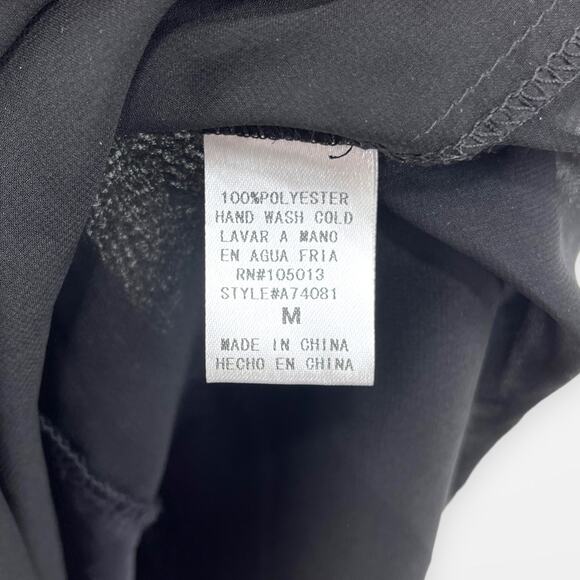 100%POLYESTER
HAND WASH COLD
LAVAR A MANO
EN AGUA FRIA
RN#105013
STYLE#A74081
M
MADE IN CHINA
HECHO EN CHINA